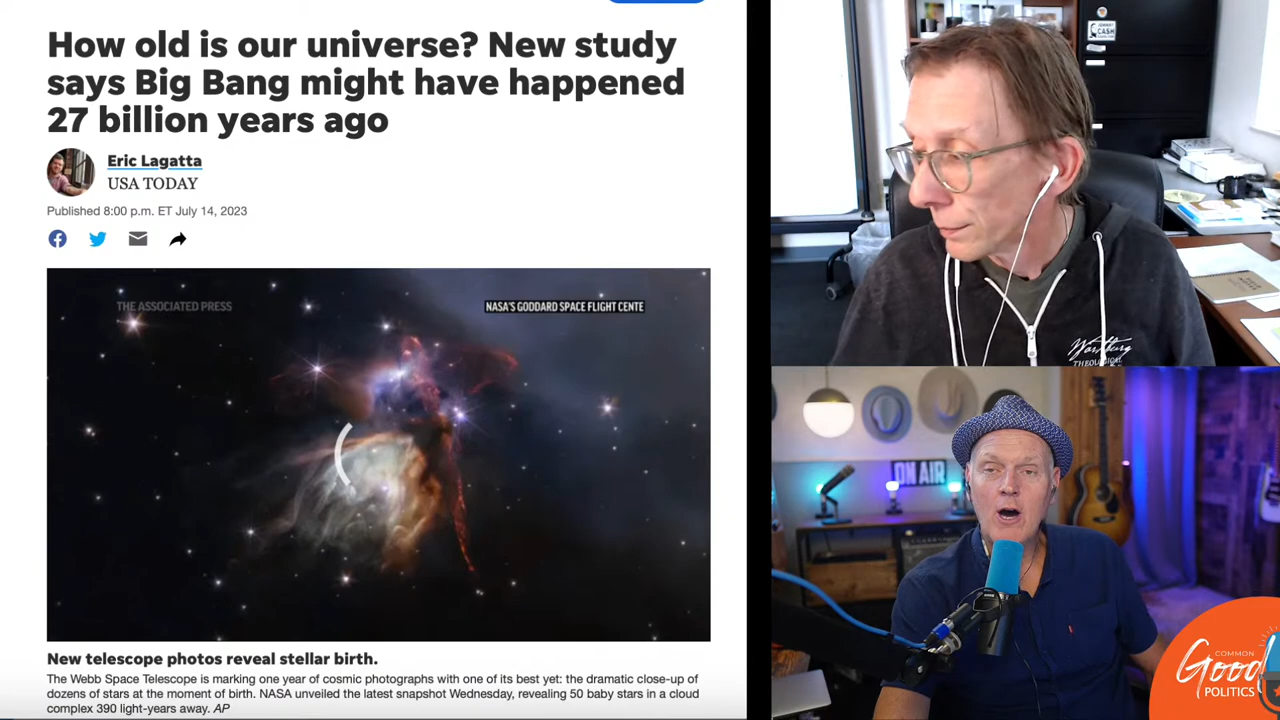 How old is our universe? New study
says Big Bang might have happened
27 billion years ago
Eric Lagatta
USA TODAY
Published 8:00 p.m. ET July 14, 2023
THE ASSOCIATED PRESS
NASA'S GODDARD SPACE FLIGHT CENTE
New telescope photos reveal stellar birth.
The Webb Space Telescope is marking one year of cosmic photographs with one of its best yet: the dramatic close-up of
dozens of stars at the moment of birth. NASA unveiled the latest snapshot Wednesday, revealing 50 baby stars in a cloud
complex 390 light-years away. AP
CASH
Wartburg
THEOLOGICAL
ON AIR
COMMON
Good
POLITICS